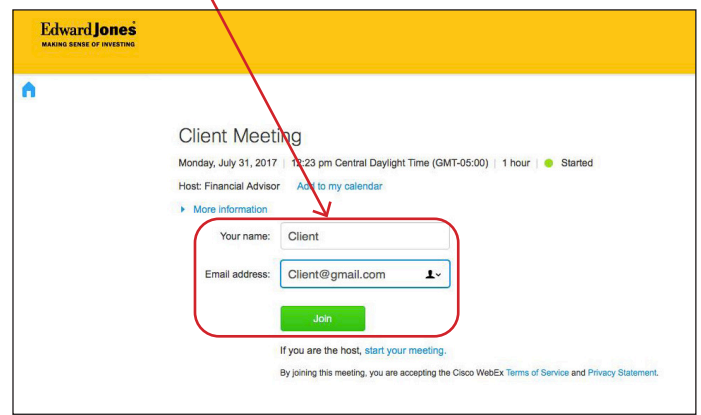 Edward Jones
MAKING SENSE OF INVESTING
Client Meeting
Monday, July 31, 2017 | 12:23 pm Central Daylight Time (GMT-05:00) | 1 hour | Started
Host: Financial Advisor Add to my calendar
More information
Your name: Client
Email address: Client@gmail.com
Join
If you are the host, start your meeting.
By joining this meeting, you are accepting the Cisco WebEx Terms of Service and Privacy Statement.